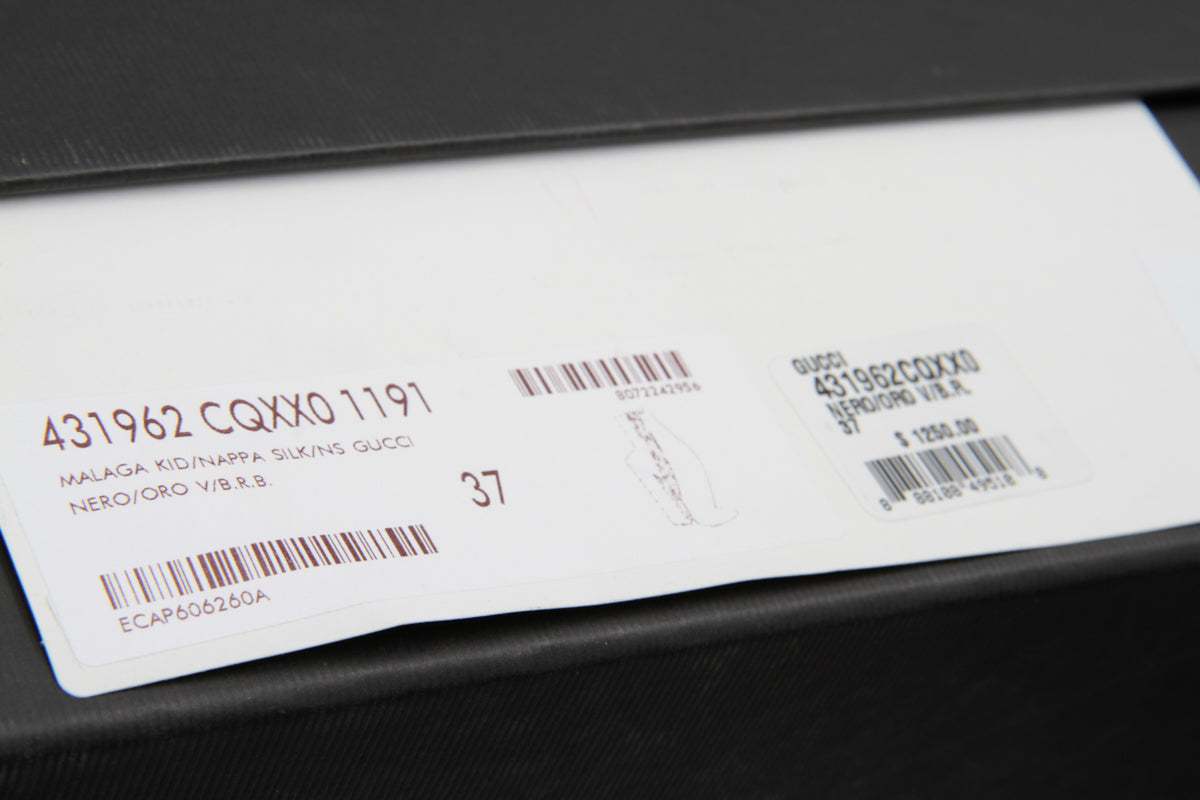 431962 CQXX0 1191
MALAGA KID/NAPPA SILK/NS GUCCI
NERO/ORO V/B.R.B.
37
ECAP606260A
8072242956
GUCCI
431962CQXX0
NERO/ORO V/B.R.
37
$ 1250.00